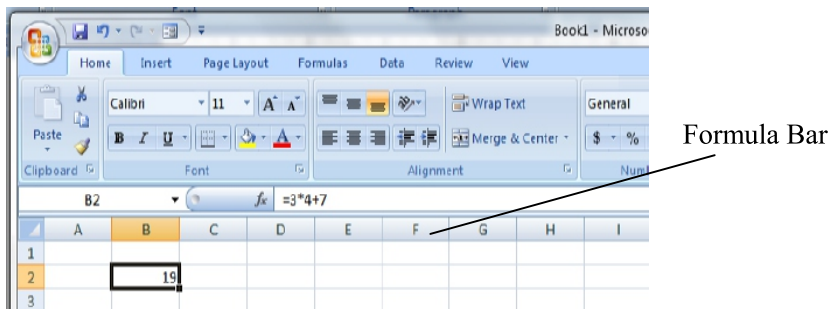 Book1 - Microso
Home Insert Page Layout Formulas Data Review View
Calibri 11 A A Wrap Text General
Paste B I U A Merge & Center $ %
Clipboard Font Alignment Num
Formula Bar
B2 fx =3*4+7
A B C D E F G H I
1
2 19
3